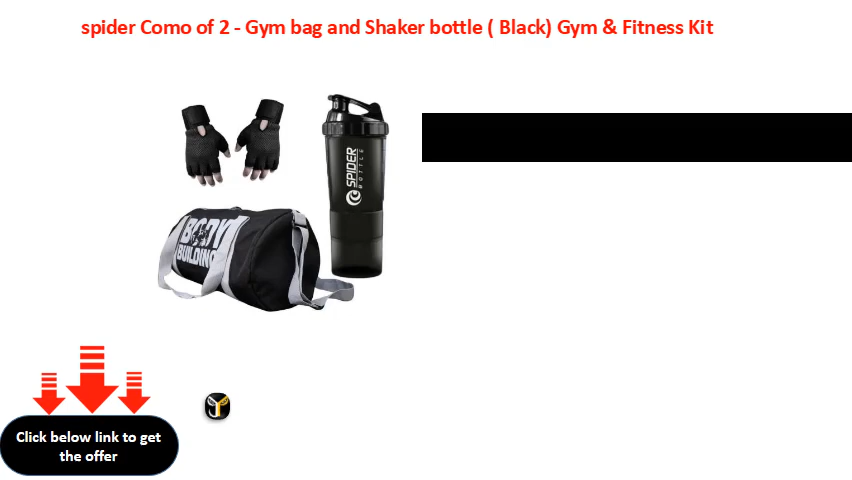 spider Como of 2 - Gym bag and Shaker bottle ( Black) Gym & Fitness Kit
SPIDER
BOTTLE
BODY
BUILDING
Click below link to get
the offer